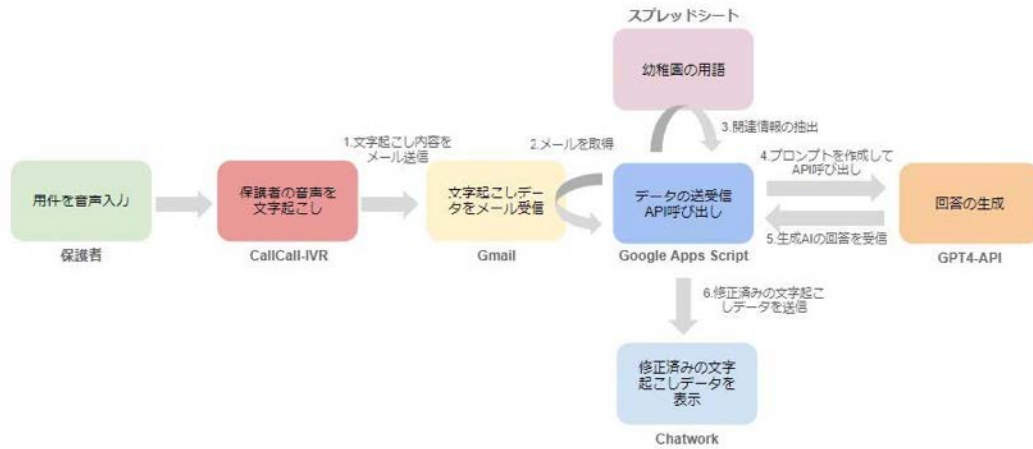 スプレッドシート
幼稚園の用語
3.関連情報の抽出
1.文字起こし内容を
メール送信
2.メールを取得
4.プロンプトを作成して
API呼び出し
用件を音声入力
保護者の音声を
文字起こし
文字起こしデー
タをメール受信
データの送受信
API呼び出し
回答の生成
5.生成AIの回答を受信
保護者
CallCall-IVR
Gmail
Google Apps Script
GPT4-API
6.修正済みの文字起こ
しデータを送信
修正済みの文字
起こしデータを
表示
Chatwork